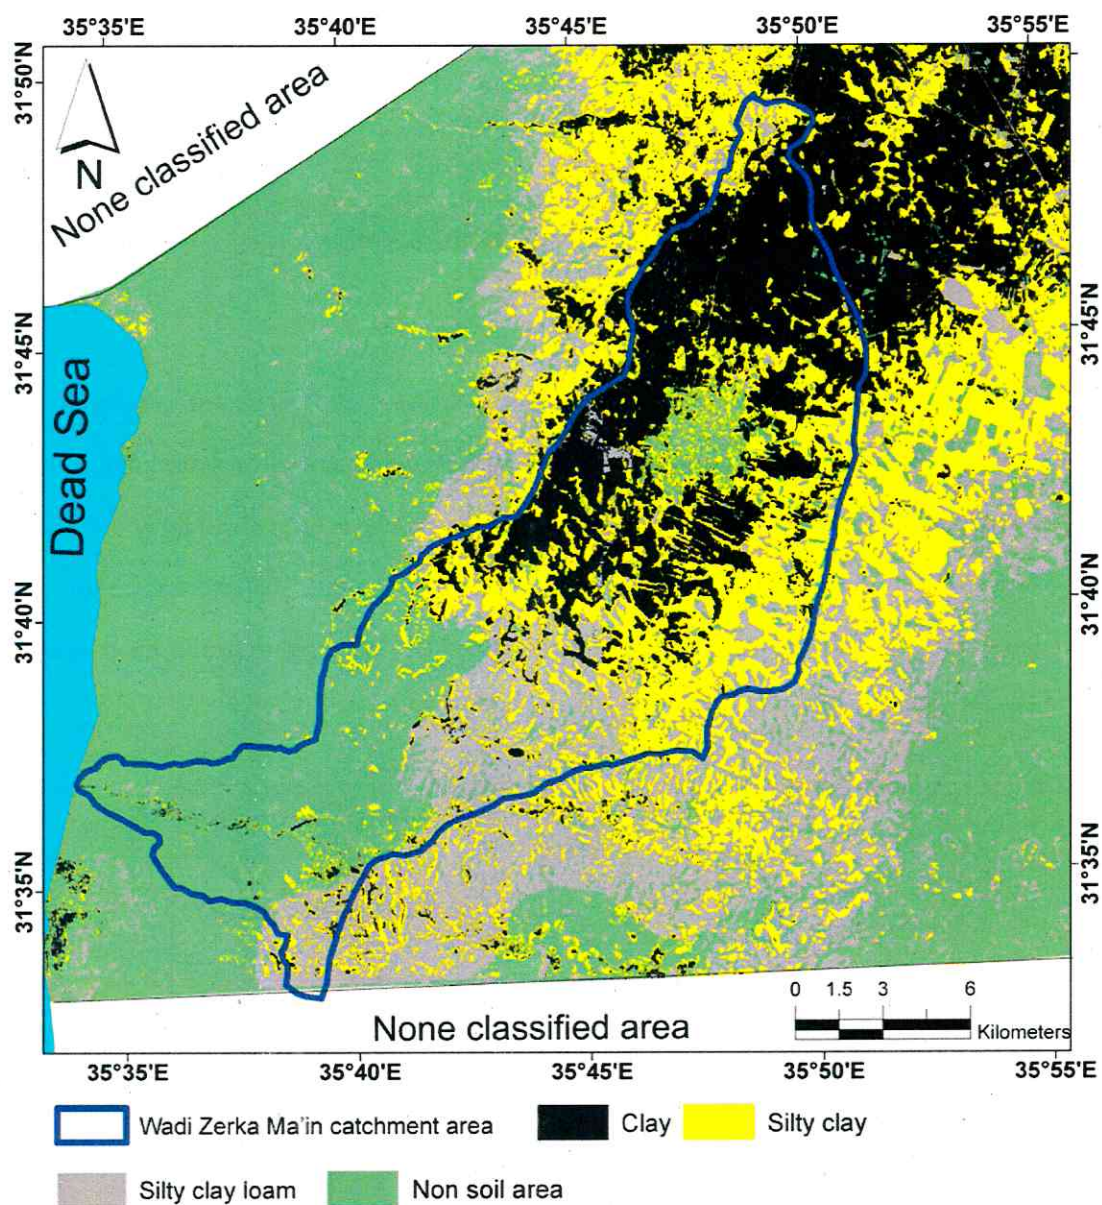 35°35'E 35°40'E 35°45'E 35°50'E 35°55'E
31°50'N
N
None classified area
Dead Sea
31°45'N
31°45'N
31°40'N
31°40'N
31°35'N
31°35'N
None classified area
0 1.5 3 6
Kilometers
35°35'E 35°40'E 35°45'E 35°50'E 35°55'E
Wadi Zerka Ma'in catchment area
Clay
Silty clay
Silty clay loam
Non soil area